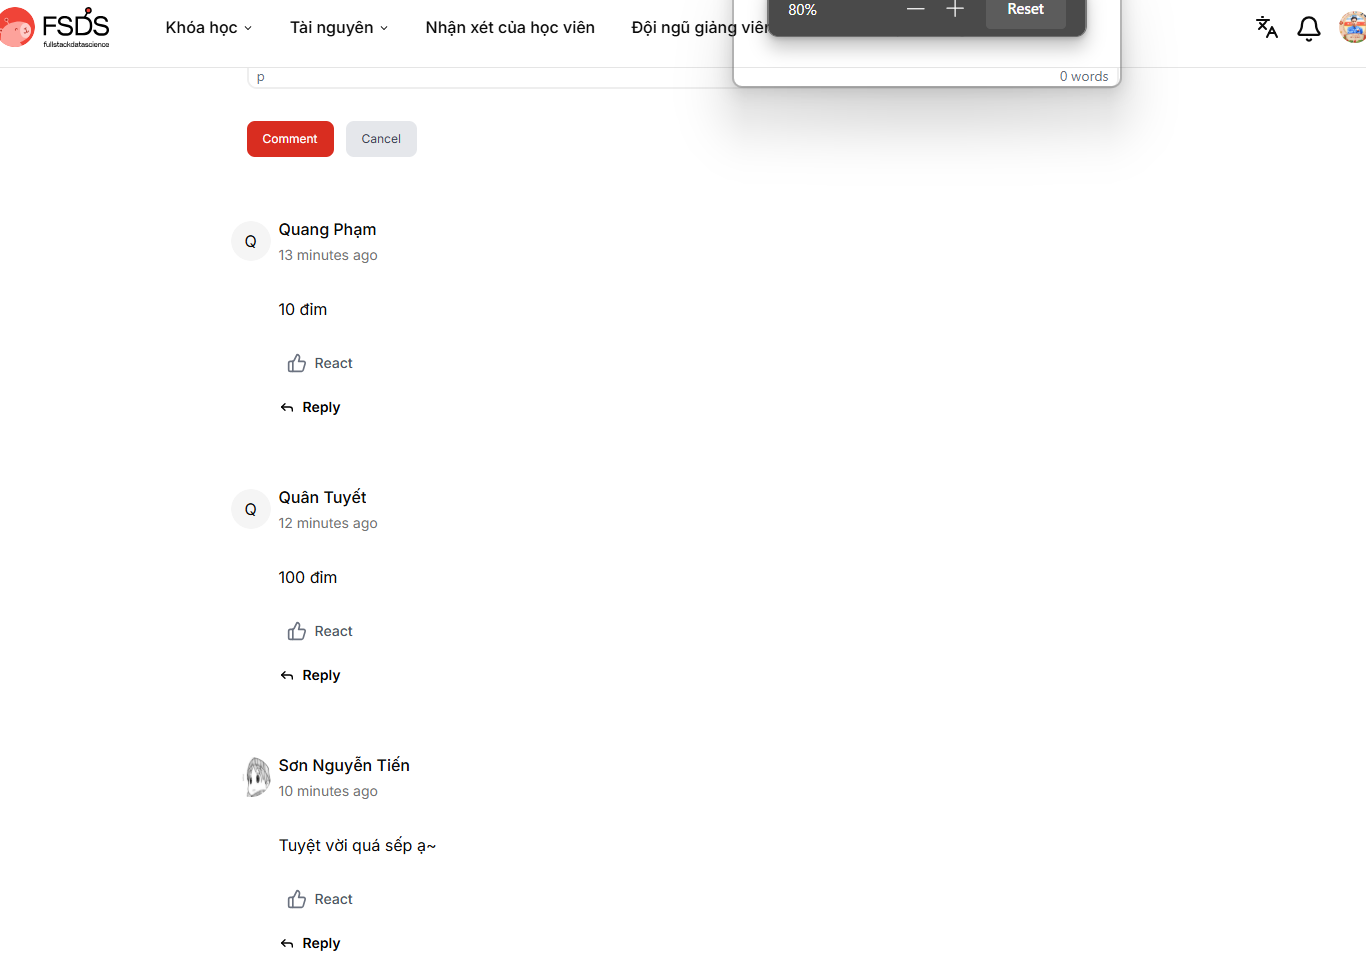 FSDS
fullstackdatascience
Khóa học
Tài nguyên
Nhận xét của học viên
Đội ngũ giảng viên
80%
Reset
p
0 words
Comment
Cancel
Q
Quang Phạm
13 minutes ago
10 đỉm
React
Reply
Q
Quân Tuyết
12 minutes ago
100 đỉm
React
Reply
Sơn Nguyễn Tiến
10 minutes ago
Tuyệt vời quá sếp ạ~
React
Reply